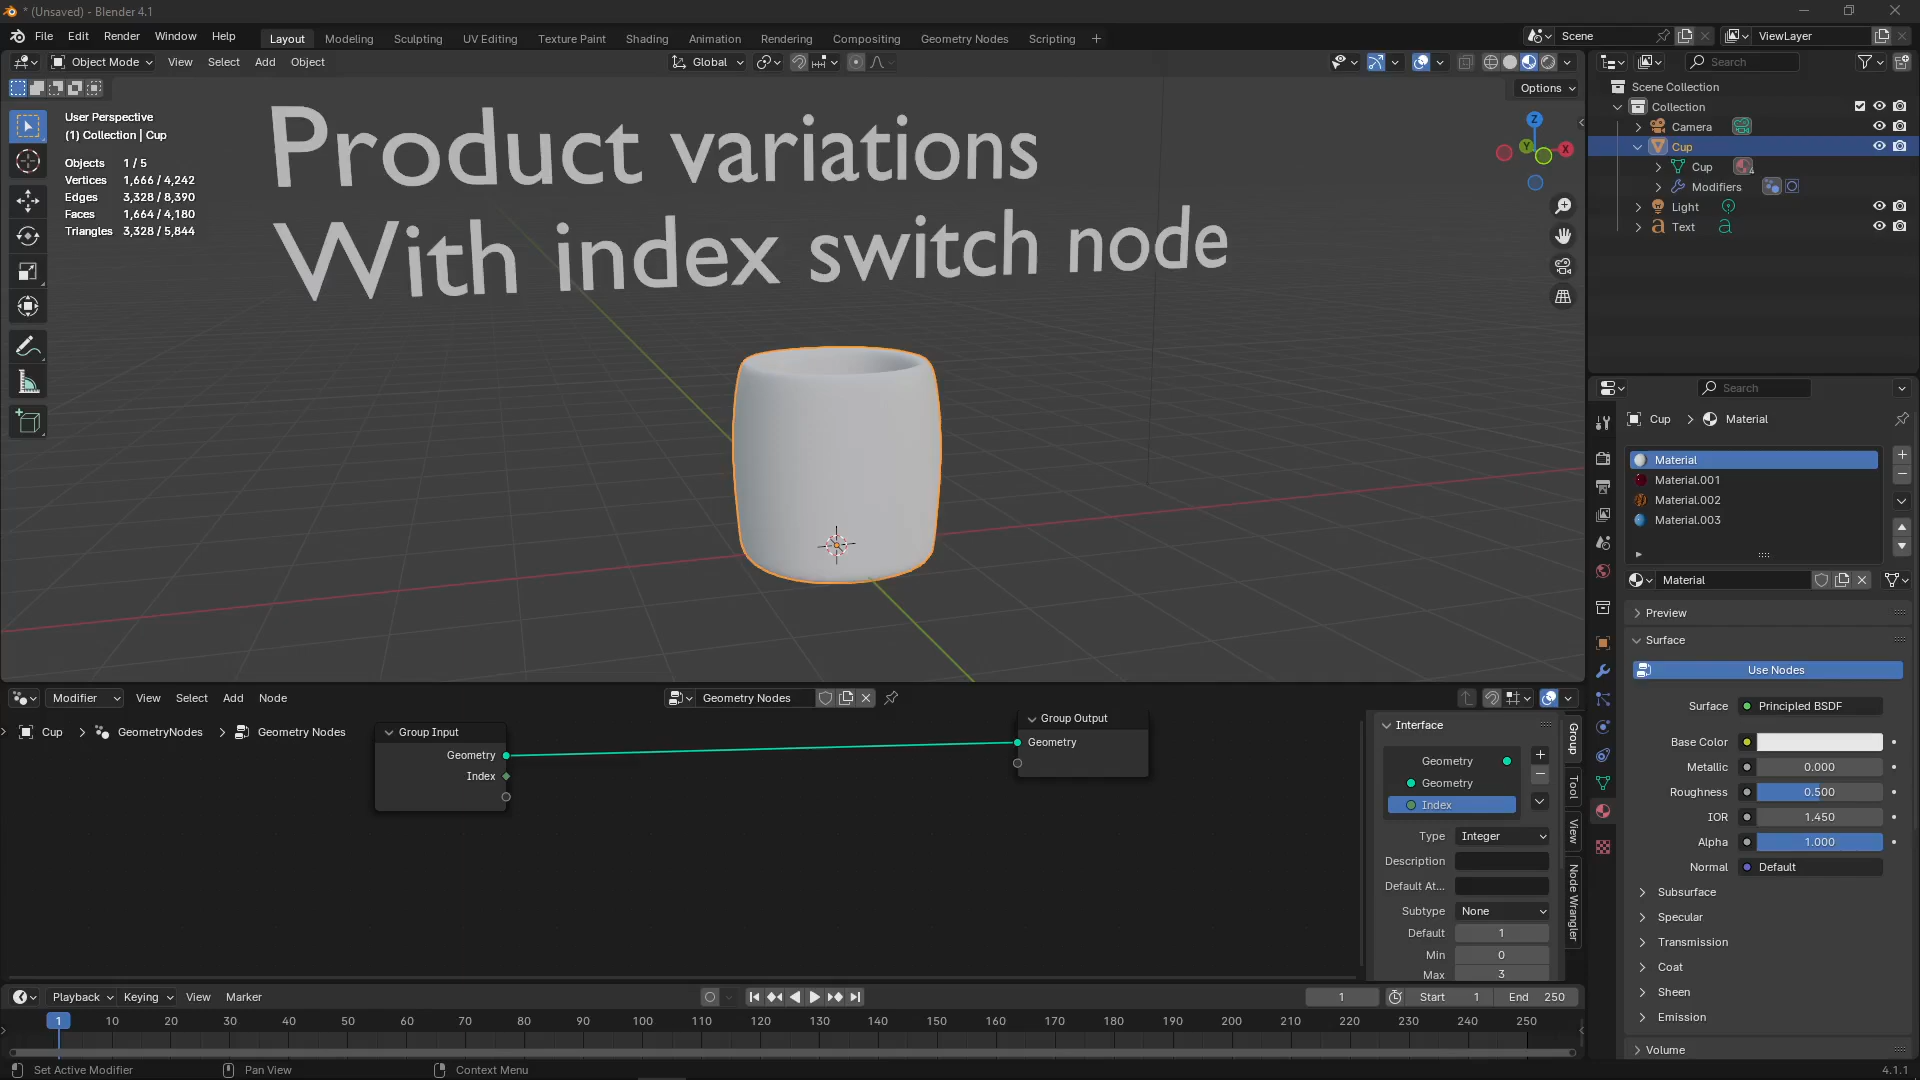 * (Unsaved) - Blender 4.1
File Edit Render Window Help
Layout Modeling Sculpting UV Editing Texture Paint Shading Animation Rendering Compositing Geometry Nodes Scripting +
Scene
ViewLayer
Object Mode View Select Add Object
Global
Search
Options
User Perspective
(1) Collection | Cup
Objects 1 / 5
Vertices 1,666 / 4,242
Edges 3,328 / 8,390
Faces 1,664 / 4,180
Triangles 3,328 / 5,844
Product variations
With index switch node
Z
Y
X
Scene Collection
Collection
Camera
Cup
Cup
4
Modifiers
Light
Text
Search
Cup > Material
Material
Material.001
Material.002
Material.003
Material
Preview
Surface
Use Nodes
Surface Principled BSDF
Base Color
Metallic 0.000
Roughness 0.500
IOR 1.450
Alpha 1.000
Normal Default
Subsurface
Specular
Transmission
Coat
Sheen
Emission
Volume
Modifier View Select Add Node
Geometry Nodes
Cup > GeometryNodes > Geometry Nodes
Group Input
Geometry
Index
Group Output
Geometry
Interface
Geometry
Geometry
Index
Type Integer
Description
Default At...
Subtype None
Default 1
Min 0
Max 3
Group
Tool
View
Node Wrangler
Playback Keying View Marker
1
Start 1
End 250
1 10 20 30 40 50 60 70 80 90 100 110 120 130 140 150 160 170 180 190 200 210 220 230 240 250
Set Active Modifier
Pan View
Context Menu
4.1.1